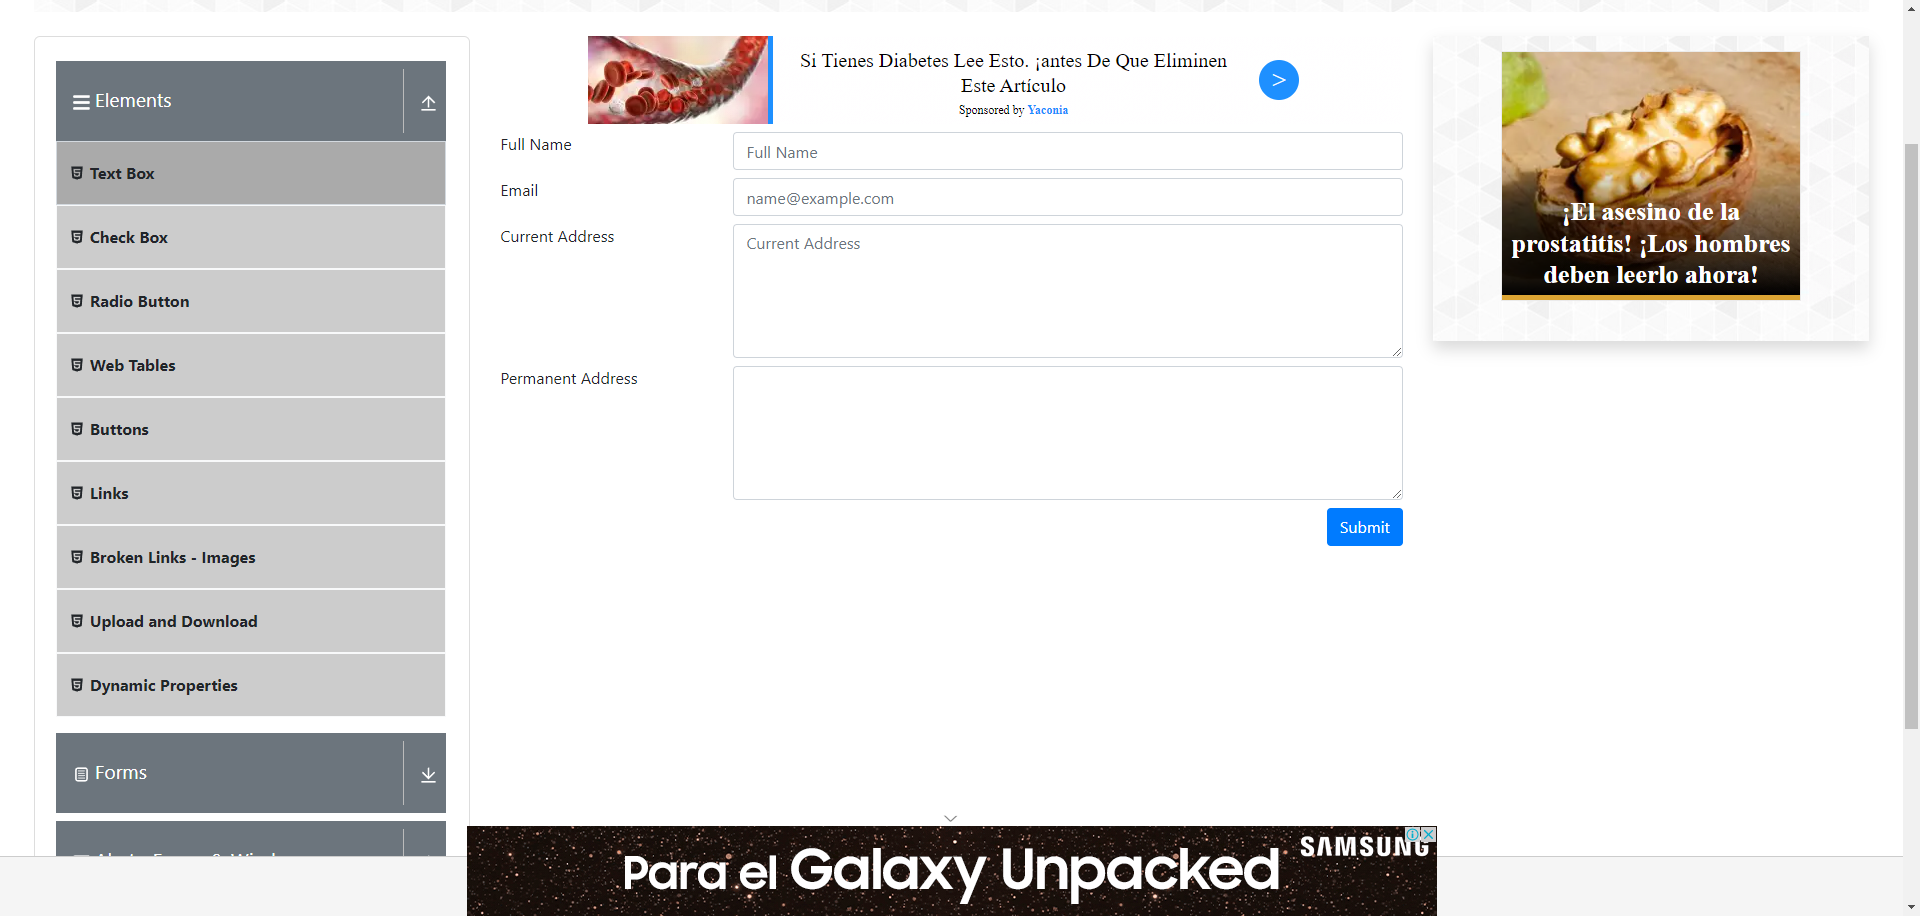 Elements
Text Box
Check Box
Radio Button
Web Tables
Buttons
Links
Broken Links - Images
Upload and Download
Dynamic Properties
Forms
Si Tienes Diabetes Lee Esto. ¡antes De Que Eliminen
Este Artículo
Sponsored by Yaconia
>
Full Name
Full Name
Email
name@example.com
Current Address
Current Address
Permanent Address
Submit
¡El asesino de la
prostatitis! ¡Los hombres
deben leerlo ahora!
Para el Galaxy Unpacked
SAMSUNG